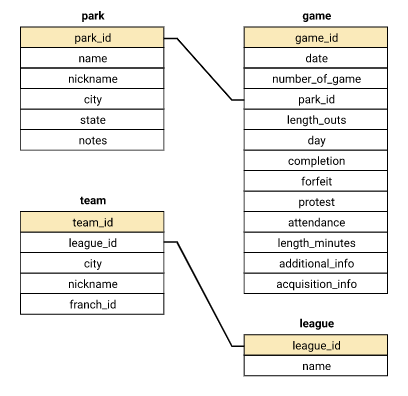 park
park_id
name
nickname
city
state
notes
game
game_id
date
number_of_game
park_id
length_outs
day
completion
forfeit
protest
attendance
length_minutes
additional_info
acquisition_info
team
team_id
league_id
city
nickname
franch_id
league
league_id
name